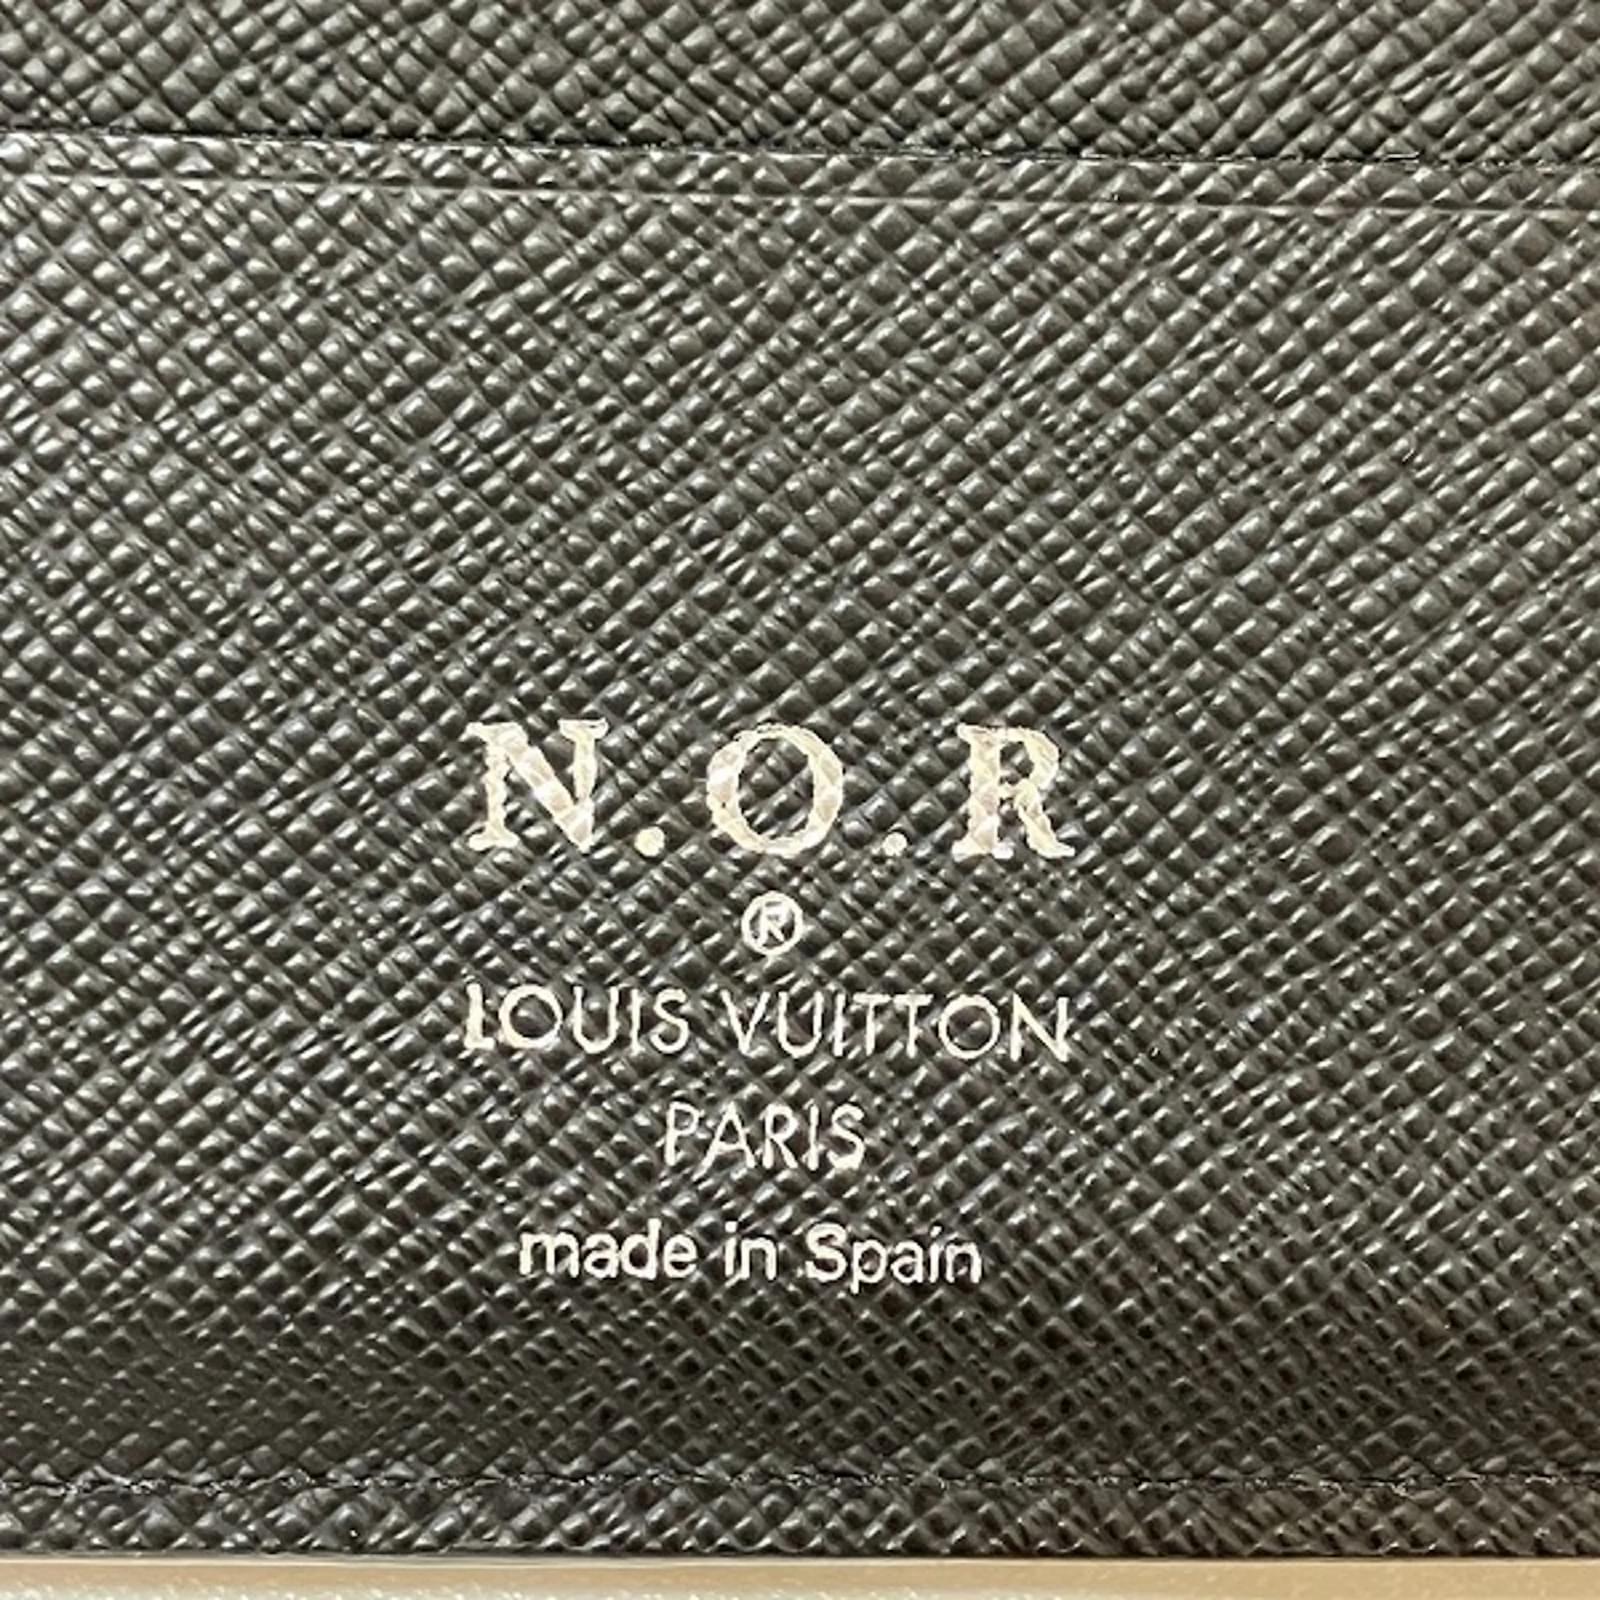 N.O.R
®
LOUIS VUITTON
PARIS
made in Spain